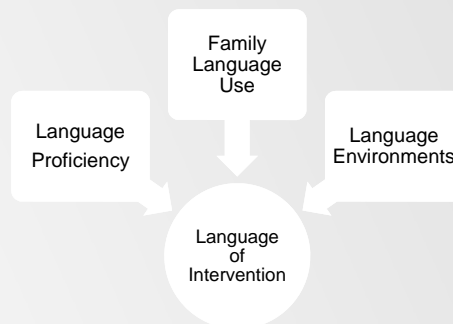 Family
Language
Use
Language
Proficiency
Language
Environments
Language
of
Intervention